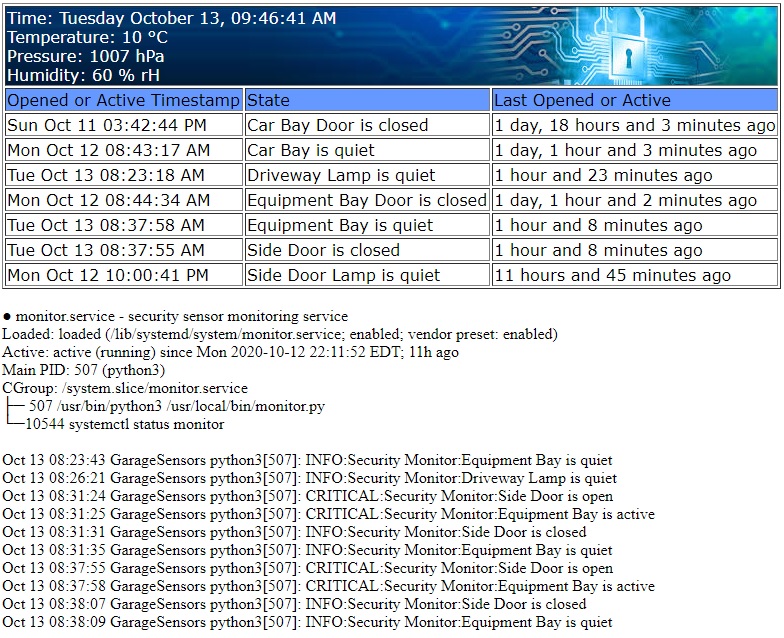 Time: Tuesday October 13, 09:46:41 AM
Temperature: 10 °C
Pressure: 1007 hPa
Humidity: 60 % rH
Opened or Active Timestamp State Last Opened or Active
Sun Oct 11 03:42:44 PM Car Bay Door is closed 1 day, 18 hours and 3 minutes ago
Mon Oct 12 08:43:17 AM Car Bay is quiet 1 day, 1 hour and 3 minutes ago
Tue Oct 13 08:23:18 AM Driveway Lamp is quiet 1 hour and 23 minutes ago
Mon Oct 12 08:44:34 AM Equipment Bay Door is closed 1 day, 1 hour and 2 minutes ago
Tue Oct 13 08:37:58 AM Equipment Bay is quiet 1 hour and 8 minutes ago
Tue Oct 13 08:37:55 AM Side Door is closed 1 hour and 8 minutes ago
Mon Oct 12 10:00:41 PM Side Door Lamp is quiet 11 hours and 45 minutes ago
● monitor.service - security sensor monitoring service
Loaded: loaded (/lib/systemd/system/monitor.service; enabled; vendor preset: enabled)
Active: active (running) since Mon 2020-10-12 22:11:52 EDT; 11h ago
Main PID: 507 (python3)
CGroup: /system.slice/monitor.service
├─ 507 /usr/bin/python3 /usr/local/bin/monitor.py
└─10544 systemctl status monitor
Oct 13 08:23:43 GarageSensors python3[507]: INFO:Security Monitor:Equipment Bay is quiet
Oct 13 08:26:21 GarageSensors python3[507]: INFO:Security Monitor:Driveway Lamp is quiet
Oct 13 08:31:24 GarageSensors python3[507]: CRITICAL:Security Monitor:Side Door is open
Oct 13 08:31:25 GarageSensors python3[507]: CRITICAL:Security Monitor:Equipment Bay is active
Oct 13 08:31:31 GarageSensors python3[507]: INFO:Security Monitor:Side Door is closed
Oct 13 08:31:35 GarageSensors python3[507]: INFO:Security Monitor:Equipment Bay is quiet
Oct 13 08:37:55 GarageSensors python3[507]: CRITICAL:Security Monitor:Side Door is open
Oct 13 08:37:58 GarageSensors python3[507]: CRITICAL:Security Monitor:Equipment Bay is active
Oct 13 08:38:07 GarageSensors python3[507]: INFO:Security Monitor:Side Door is closed
Oct 13 08:38:09 GarageSensors python3[507]: INFO:Security Monitor:Equipment Bay is quiet